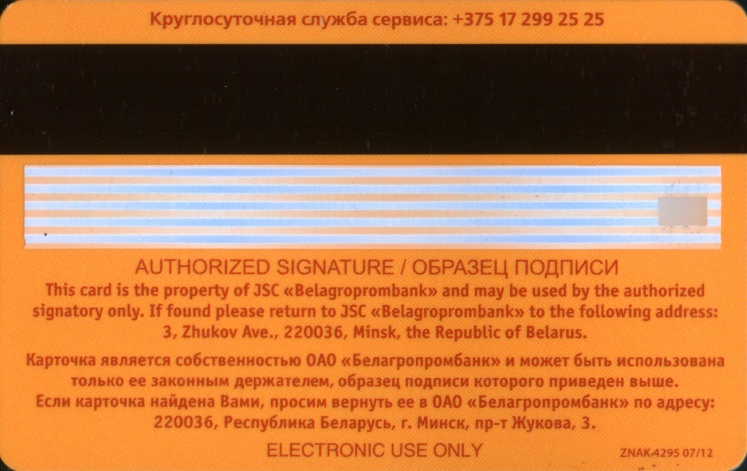 Круглосуточная служба сервиса: +375 17 299 25 25
AUTHORIZED SIGNATURE / ОБРАЗЕЦ ПОДПИСИ
This card is the property of JSC «Belagroprombank» and may be used by the authorized
signatory only. If found please return to JSC «Belagroprombank» to the following address:
3, Zhukov Ave., 220036, Minsk, the Republic of Belarus.
Карточка является собственностью ОАО «Белагропромбанк» и может быть использована
только ее законным держателем, образец подписи которого приведен выше.
Если карточка найдена Вами, просим вернуть ее в ОАО «Белагропромбанк» по адресу:
220036, Республика Беларусь, г. Минск, пр-т Жукова, 3.
ELECTRONIC USE ONLY
ZNAK.4295 07/12